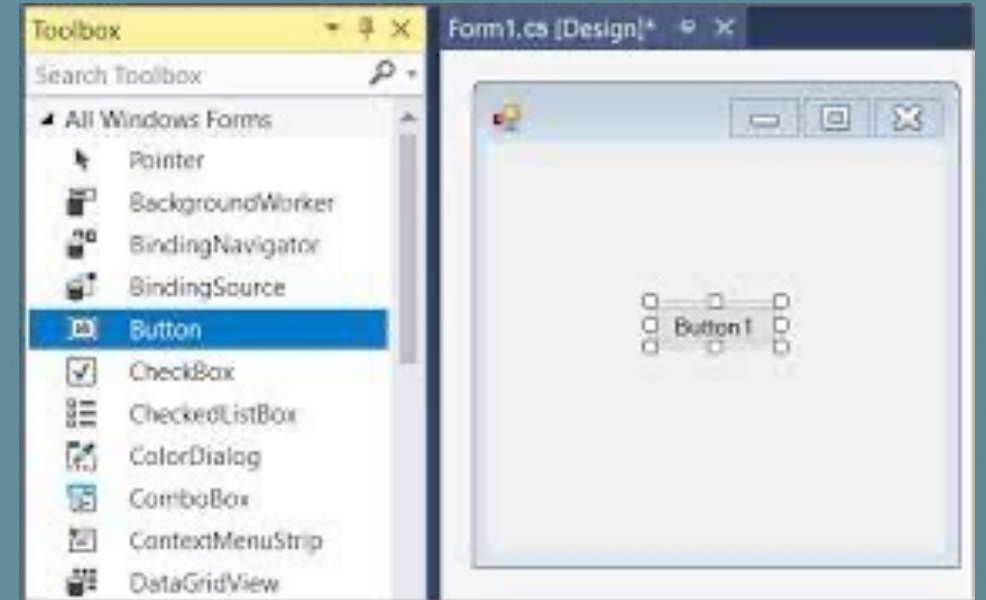 Toolbox
Search Toolbox
All Windows Forms
Pointer
BackgroundWorker
BindingNavigator
BindingSource
Button
CheckBox
CheckedListBox
ColorDialog
ComboBox
ContextMenuStrip
DataGridView
Form1.cs [Design]*
Button1